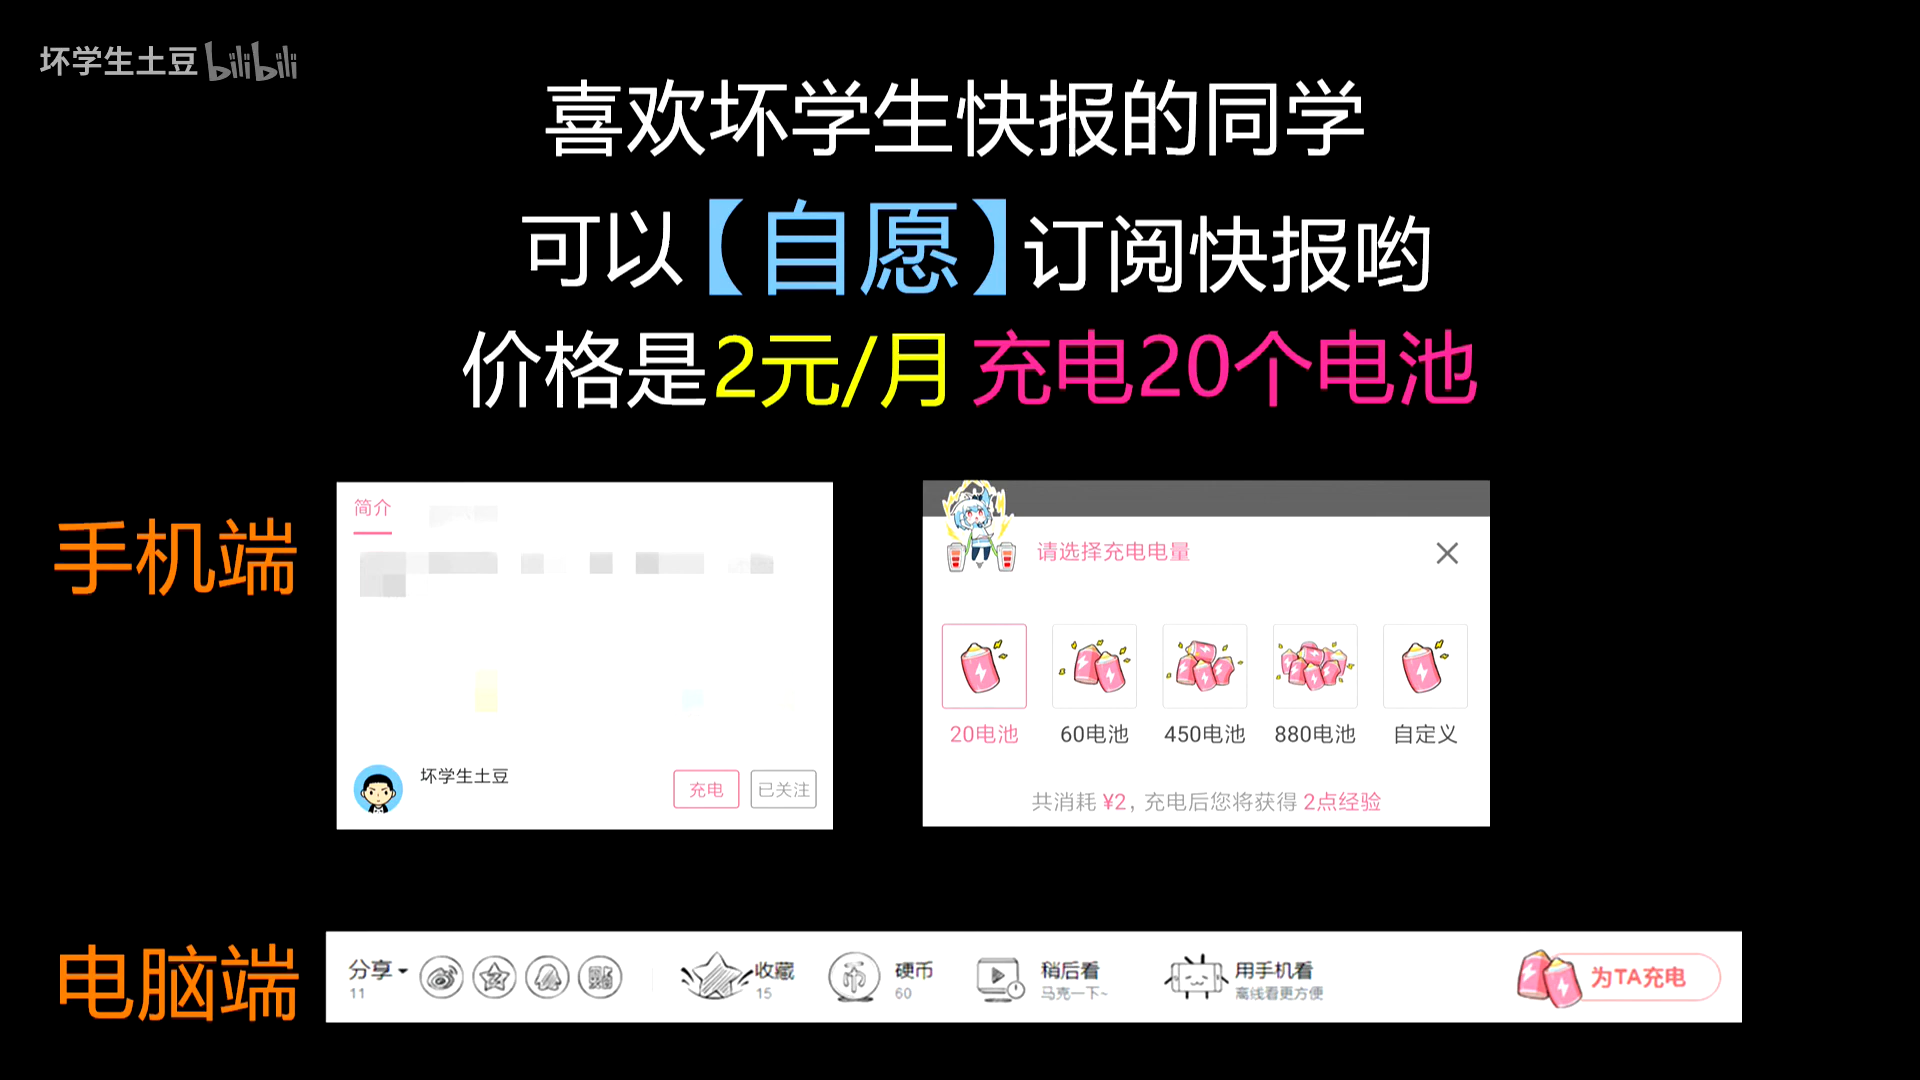 坏学生土豆 bilibili
喜欢坏学生快报的同学
可以【自愿】订阅快报哟
价格是2元/月 充电20个电池
手机端
简介
坏学生土豆
充电
已关注
请选择充电电量
20电池
60电池
450电池
880电池
自定义
共消耗 ¥2，充电后您将获得 2点经验
电脑端
分享
11
收藏
15
硬币
60
稍后看
马克一下~
用手机看
离线看更方便
为TA充电